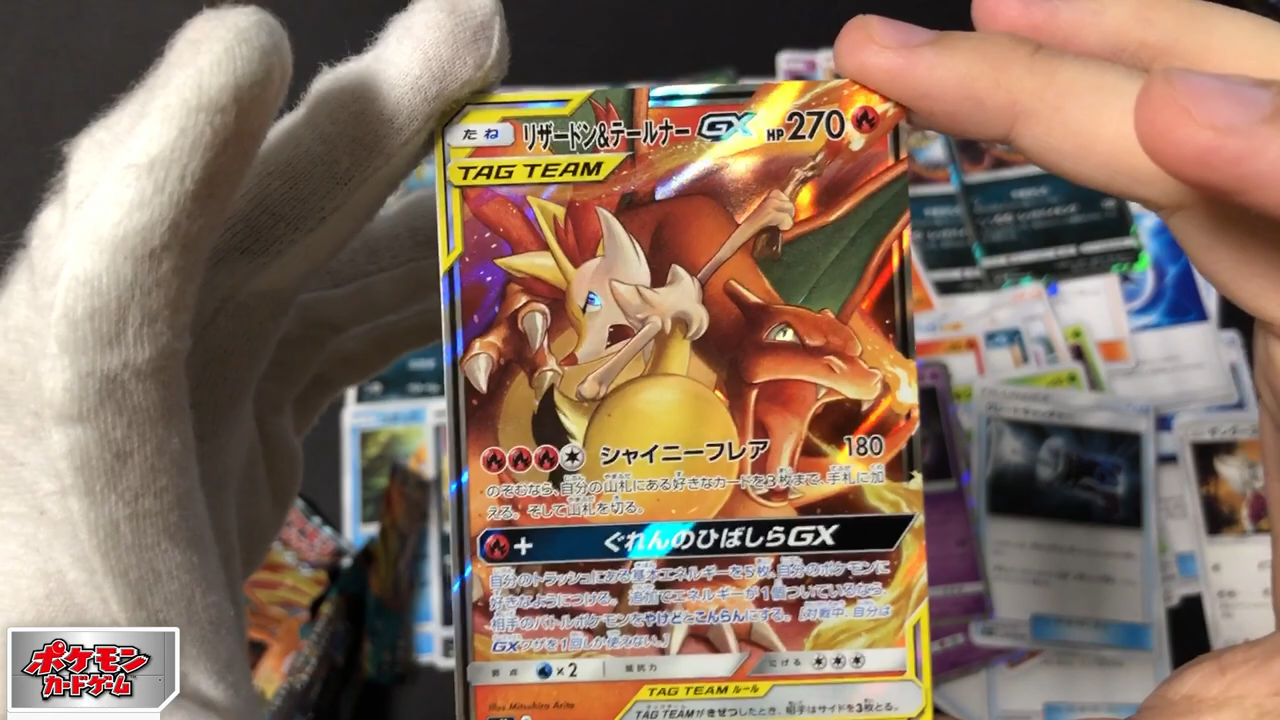 たね リザードン&テールナー GX HP270
TAG TEAM
シャイニーフレア 180
のぞむなら、自分の山札にある好きなカードを3枚まで、手札に加
える。そして山札を切る。
+ ぐれんのひばしらGX
自分のトラッシュにある基本エネルギーを5枚、自分のポケモンに
好きなようにつける。追加でエネルギーが1個ついているなら、
相手のバトルポケモンをやけどとこんらんにする。[対戦中、自分は
GXワザを1回しか使えない。]
弱点 ×2 抵抗力 にげる
TAG TEAM ルール
Illus.Mitsuhiro Arita
TAG TEAMがきぜつしたとき、相手はサイドを3枚とる。
ポケモン
カードゲーム